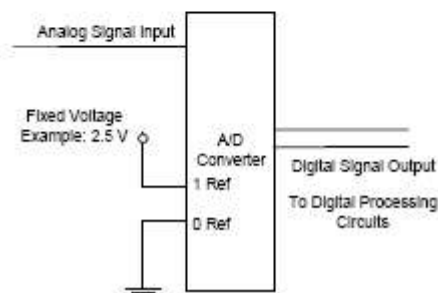 Analog Signal Input
Fixed Voltage
Example: 2.5 V
A/D
Converter
1 Ref
0 Ref
Digital Signal Output
To Digital Processing
Circuits